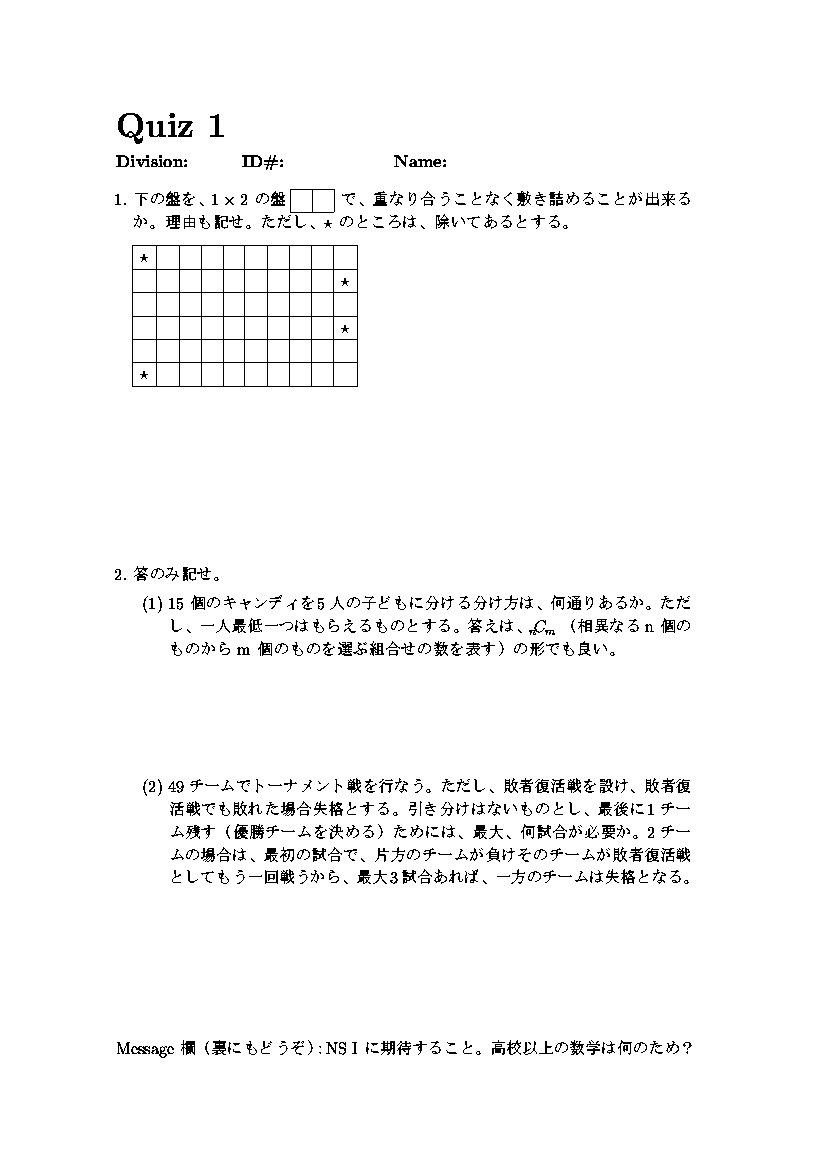 Quiz 1
Division: ID#: Name:
1. 下の盤を、1 × 2 の盤 で、重なり合うことなく敷き詰めることが出来る
か。理由も記せ。ただし、⋆ のところは、除いてあるとする。
⋆
⋆
⋆
⋆
2. 答のみ記せ。
(1) 15 個のキャンディを5 人の子どもに分ける分け方は、何通りあるか。ただ
し、一人最低一つはもらえるものとする。答えは、nCm （相異なる n 個の
ものから m 個のものを選ぶ組合せの数を表す）の形でも良い。
(2) 49 チームでトーナメント戦を行なう。ただし、敗者復活戦を設け、敗者復
活戦でも敗れた場合失格とする。引き分けはないものとし、最後に1 チー
ム残す（優勝チームを決める）ためには、最大、何試合が必要か。2 チー
ムの場合は、最初の試合で、片方のチームが負けそのチームが敗者復活戦
としてもう一回戦うから、最大3 試合あれば、一方のチームは失格となる。
Message 欄（裏にもどうぞ）: NS I に期待すること。高校以上の数学は何のため？